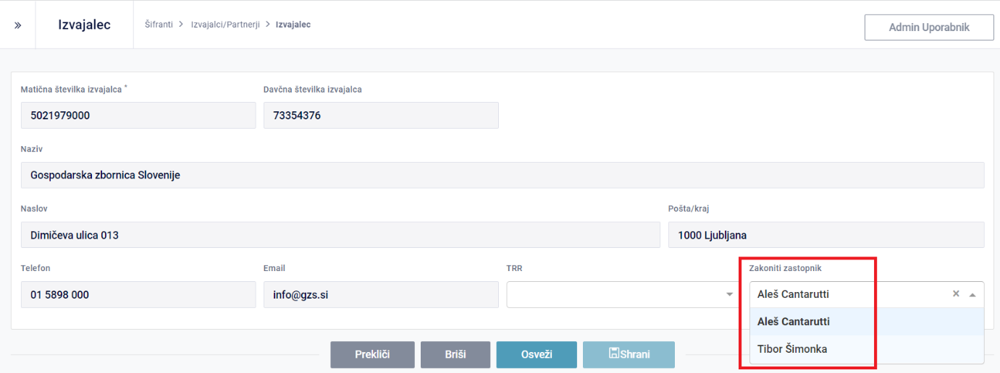 » Izvajalec Šifranti > Izvajalci/Partnerji > Izvajalec Admin Uporabnik
Matična številka izvajalca * Davčna številka izvajalca
5021979000 73354376
Naziv
Gospodarska zbornica Slovenije
Naslov Pošta/kraj
Dimičeva ulica 013 1000 Ljubljana
Telefon Email TRR Zakoniti zastopnik
01 5898 000 info@gzs.si Aleš Cantarutti ×
Aleš Cantarutti
Tibor Šimonka
Prekliči Briši Osveži Shrani